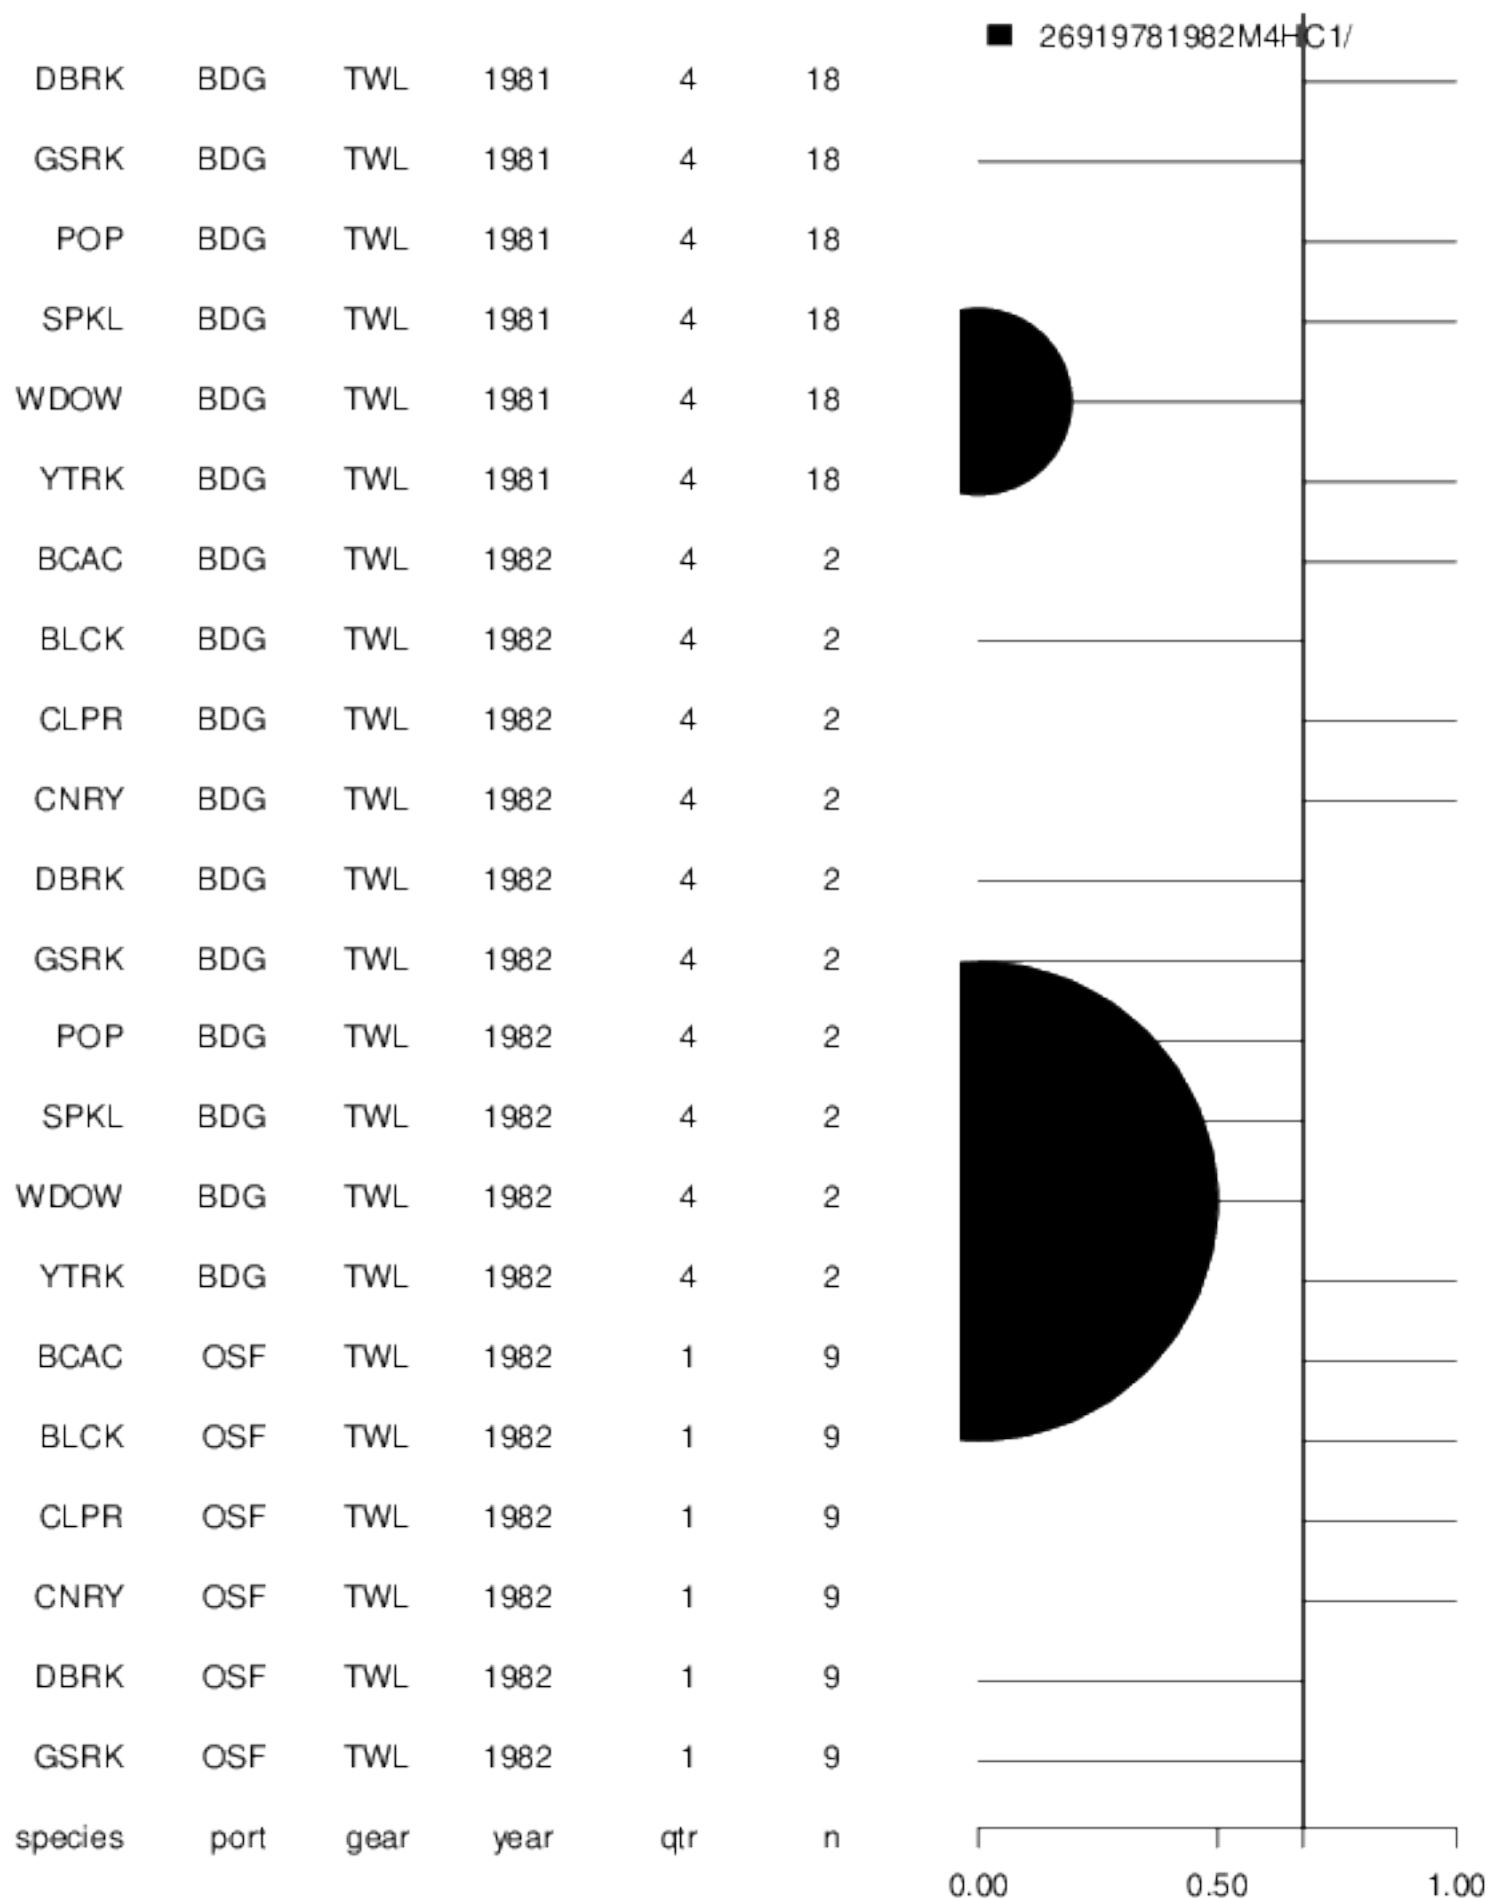 26919781982M4HC1/
DBRK BDG TWL 1981 4 18
GSRK BDG TWL 1981 4 18
POP BDG TWL 1981 4 18
SPKL BDG TWL 1981 4 18
WDOW BDG TWL 1981 4 18
YTRK BDG TWL 1981 4 18
BCAC BDG TWL 1982 4 2
BLCK BDG TWL 1982 4 2
CLPR BDG TWL 1982 4 2
CNRY BDG TWL 1982 4 2
DBRK BDG TWL 1982 4 2
GSRK BDG TWL 1982 4 2
POP BDG TWL 1982 4 2
SPKL BDG TWL 1982 4 2
WDOW BDG TWL 1982 4 2
YTRK BDG TWL 1982 4 2
BCAC OSF TWL 1982 1 9
BLCK OSF TWL 1982 1 9
CLPR OSF TWL 1982 1 9
CNRY OSF TWL 1982 1 9
DBRK OSF TWL 1982 1 9
GSRK OSF TWL 1982 1 9
species port gear year qtr n
0.00 0.50 1.00